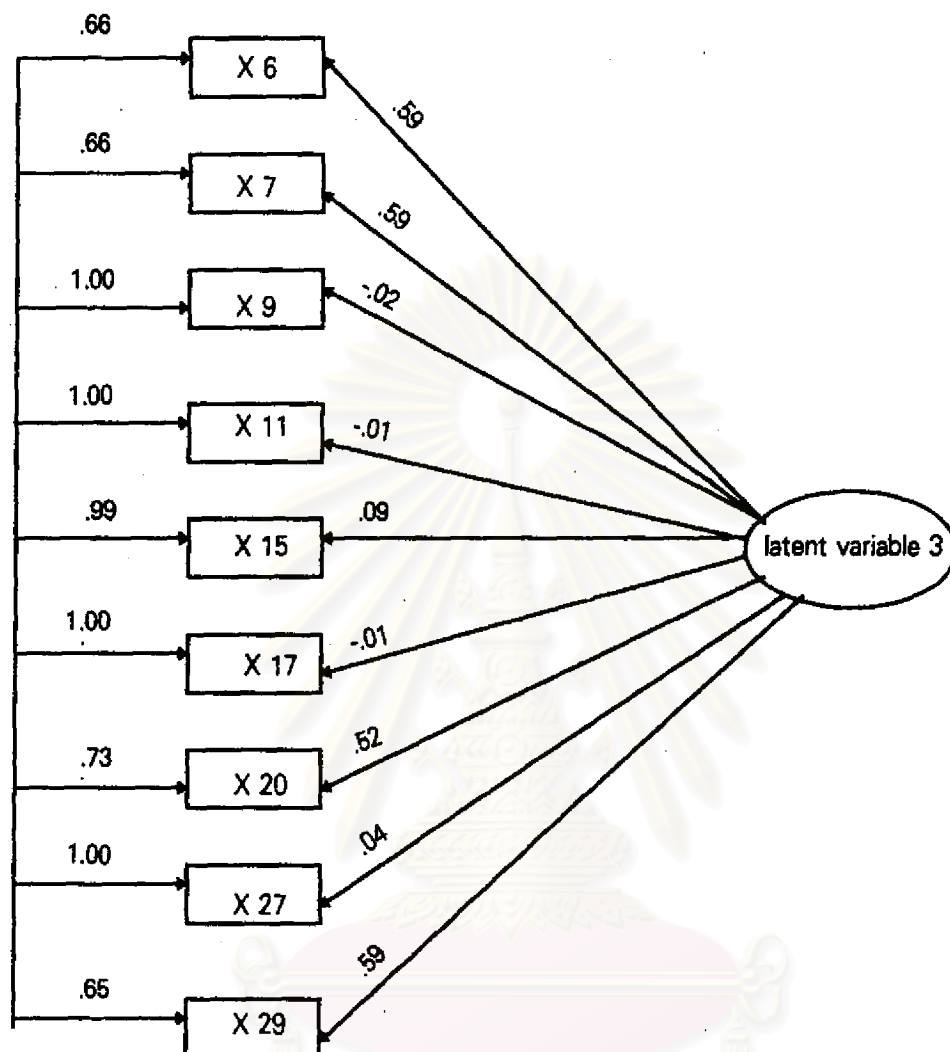 .66
X 6
.59
.66
X 7
.59
1.00
X 9
-.02
1.00
X 11
-.01
.99
X 15
.09
latent variable 3
1.00
X 17
-.01
.73
X 20
.52
1.00
X 27
.04
.65
X 29
.59